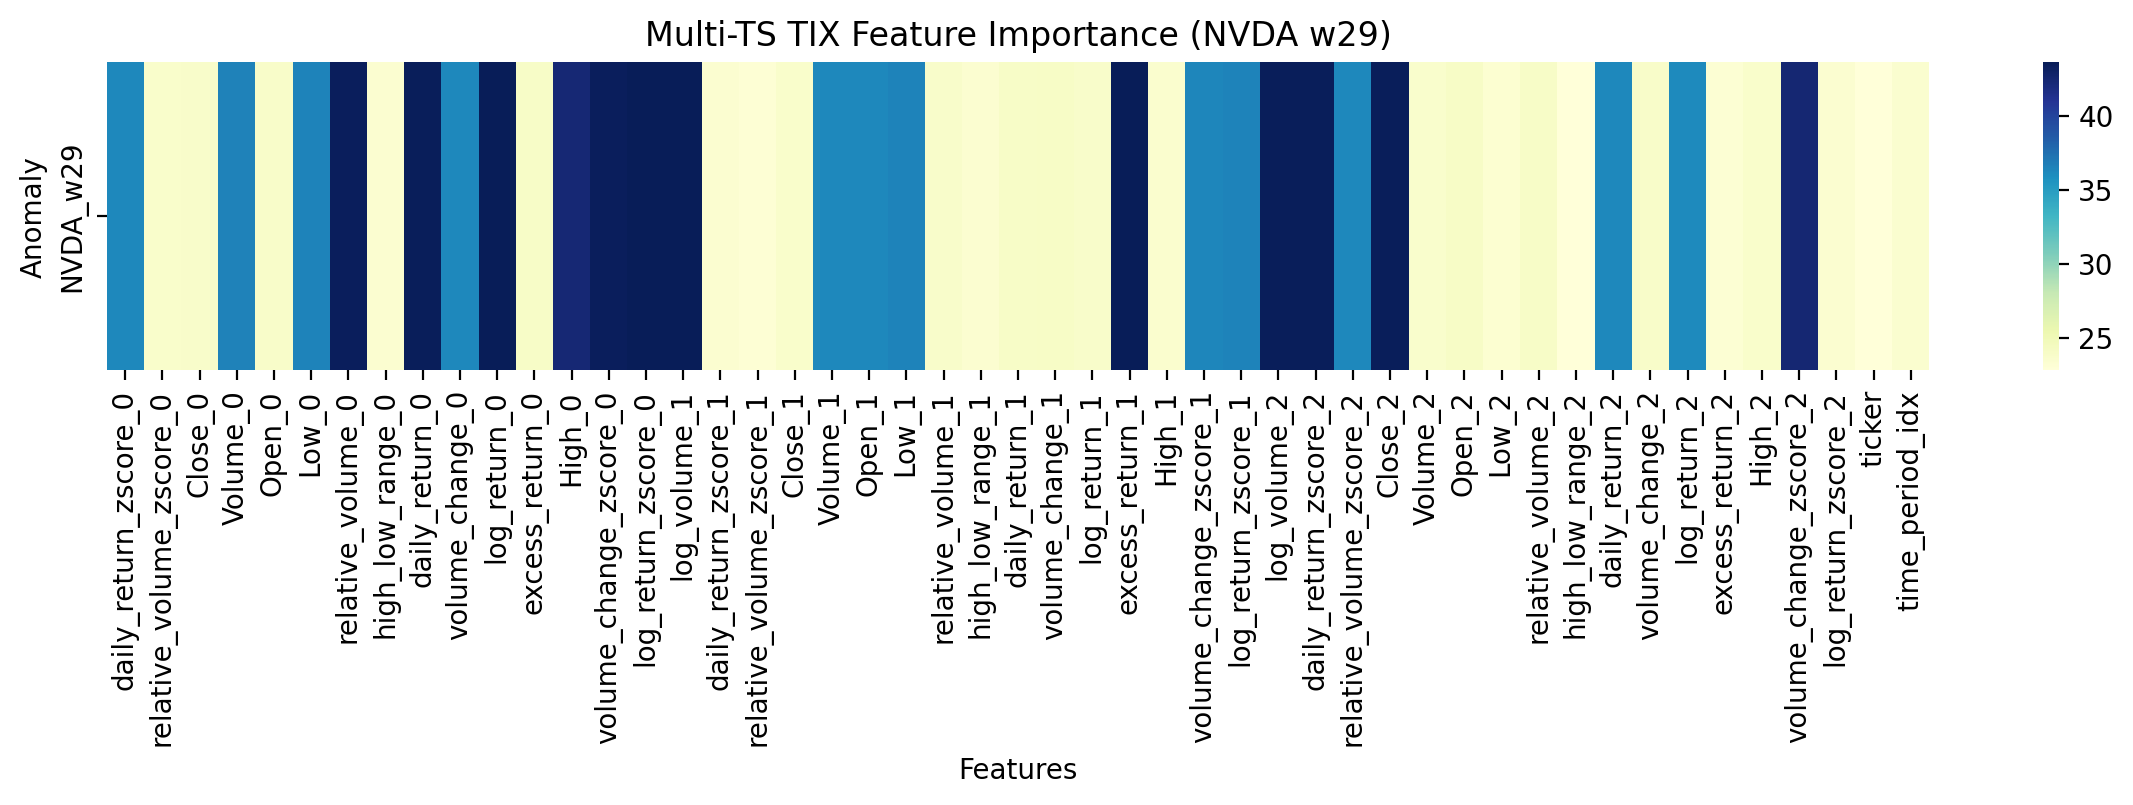 Multi-TS TIX Feature Importance (NVDA w29)
Anomaly
NVDA_w29
40
35
30
25
daily_return_zscore_0
relative_volume_zscore_0
Close_0
Volume_0
Open_0
Low_0
relative_volume_0
high_low_range_0
daily_return_0
volume_change_0
log_return_0
excess_return_0
High_0
volume_change_zscore_0
log_return_zscore_0
log_volume_1
daily_return_zscore_1
relative_volume_zscore_1
Close_1
Volume_1
Open_1
Low_1
relative_volume_1
high_low_range_1
daily_return_1
volume_change_1
log_return_1
excess_return_1
High_1
volume_change_zscore_1
log_return_zscore_1
log_volume_2
daily_return_zscore_2
relative_volume_zscore_2
Close_2
Volume_2
Open_2
Low_2
relative_volume_2
high_low_range_2
daily_return_2
volume_change_2
log_return_2
excess_return_2
High_2
volume_change_zscore_2
log_return_zscore_2
ticker
time_period_idx
Features